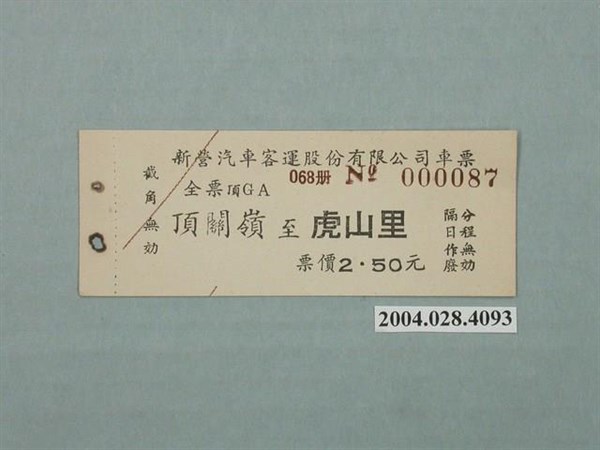 新營汽車客運股份有限公司車票
068册 Nº 000087
全票頂GA
截角無効
頂關嶺 至 虎山里
票價2·50元
分程無効
隔日作廢
2004.028.4093